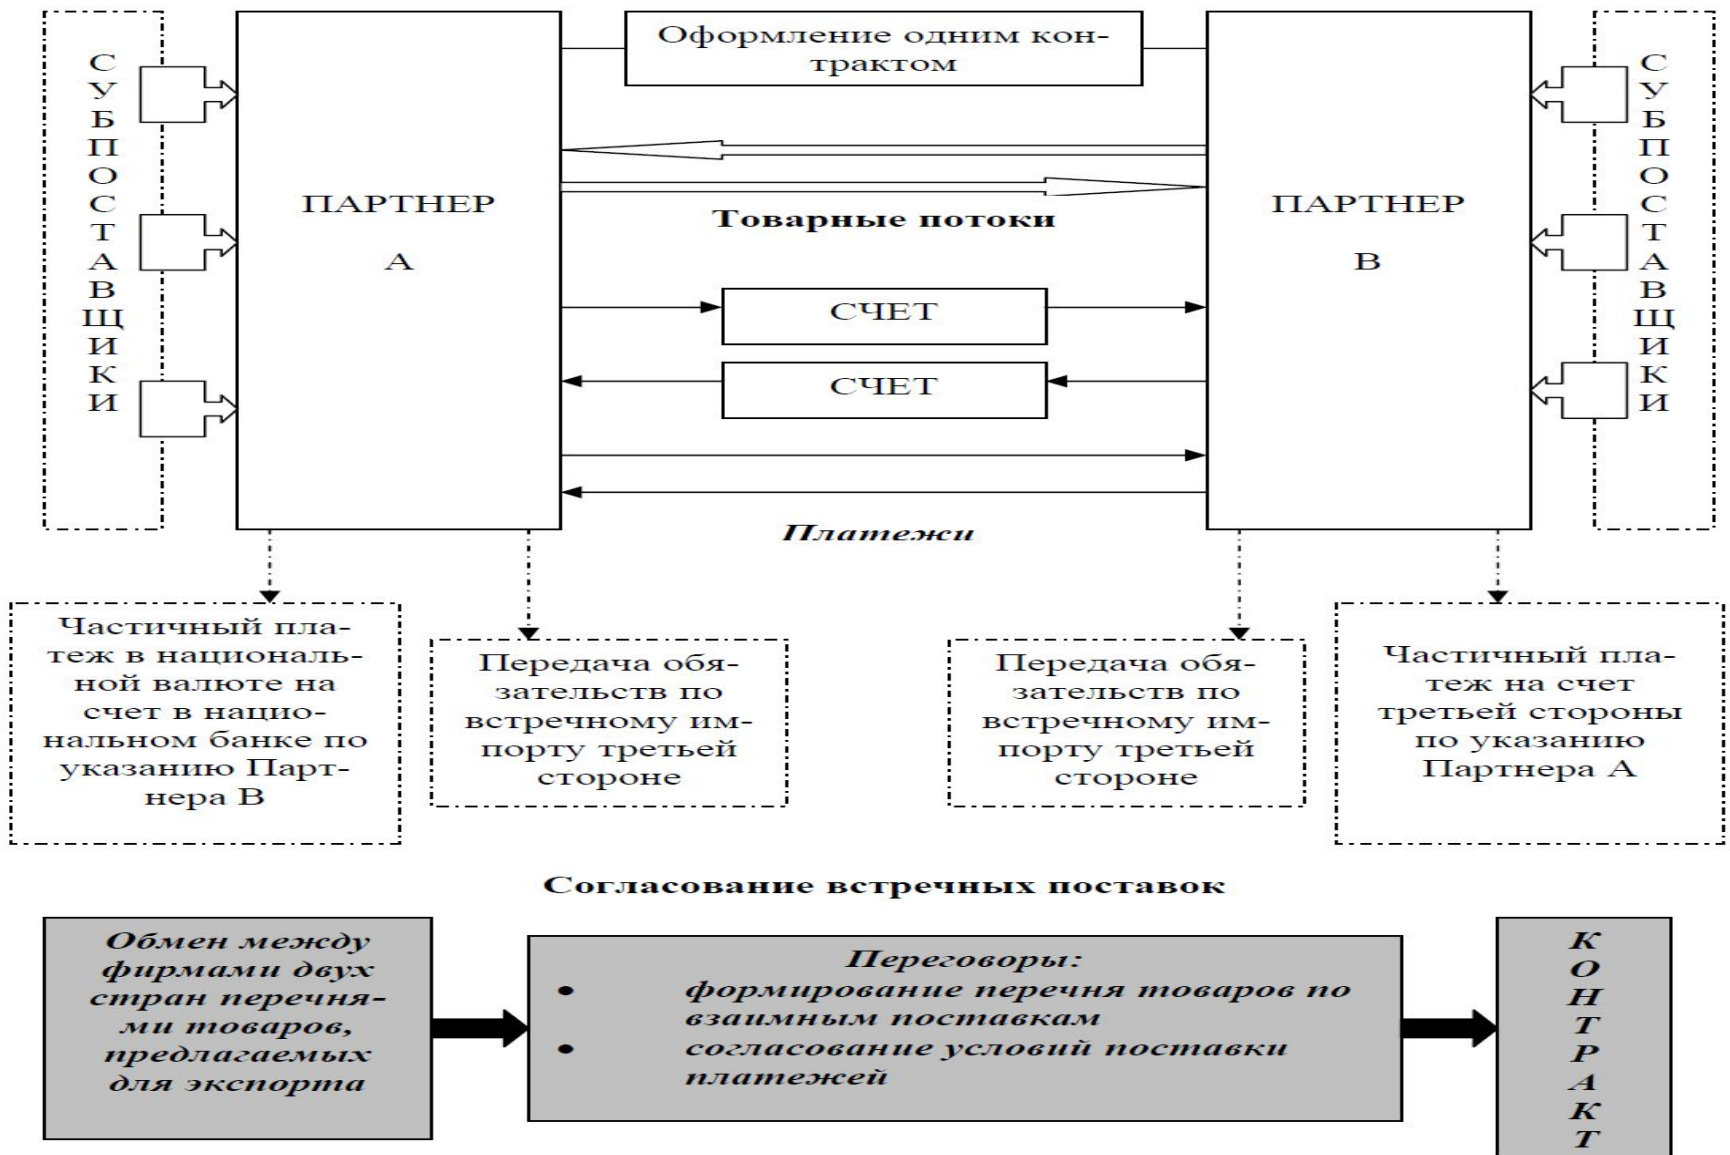 СУБПОСТАВЩИКИ
ПАРТНЕР
А
Оформление одним кон-
трактом
Товарные потоки
СЧЕТ
СЧЕТ
Платежи
ПАРТНЕР
В
СУБПОСТАВЩИКИ
Частичный пла-
теж в националь-
ной валюте на
счет в нацио-
нальном банке по
указанию Парт-
нера В
Передача обя-
зательств по
встречному им-
порту третьей
стороне
Передача обя-
зательств по
встречному им-
порту третьей
стороне
Частичный пла-
теж на счет
третьей стороны
по указанию
Партнера А
Согласование встречных поставок
Обмен между
фирмами двух
стран перечня-
ми товаров,
предлагаемых
для экспорта
Переговоры:
• формирование перечня товаров по
взаимным поставкам
• согласование условий поставки
платежей
КОНТРАКТ